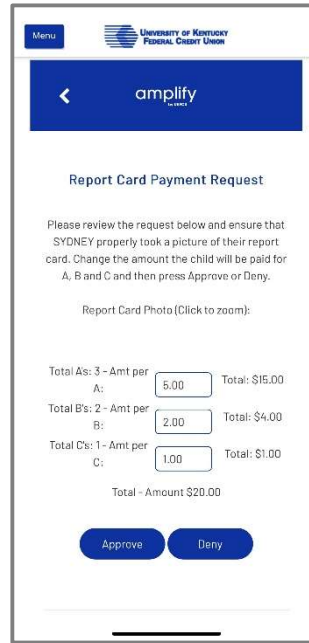 Menu
University of Kentucky
Federal Credit Union
amplify
Report Card Payment Request
Please review the request below and ensure that
SYDNEY properly took a picture of their report
card. Change the amount the child will be paid for
A, B and C and then press Approve or Deny.
Report Card Photo (Click to zoom):
Total A's: 3 - Amt per
A:
5.00
Total: $15.00
Total B's: 2 - Amt per
B:
2.00
Total: $4.00
Total C's: 1 - Amt per
C:
1.00
Total: $1.00
Total - Amount $20.00
Approve
Deny